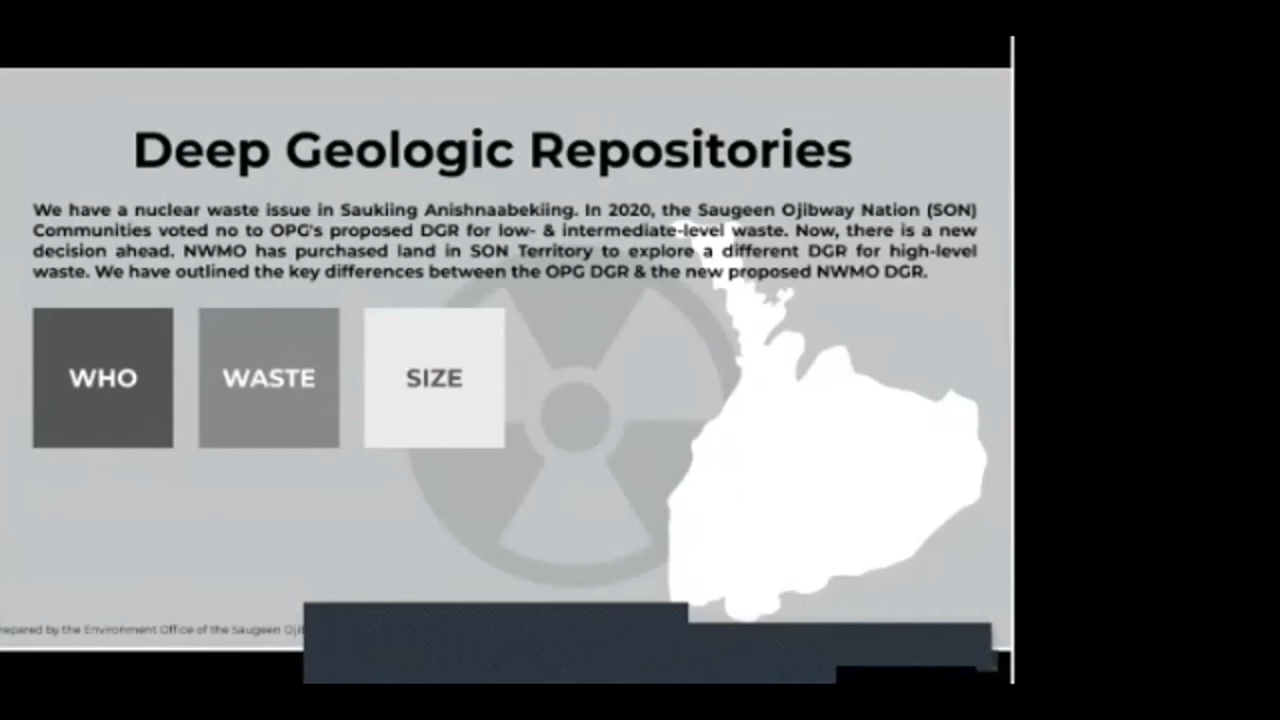 Deep Geologic Repositories
We have a nuclear waste issue in Saukiing Anishnaabekiing. In 2020, the Saugeen Ojibway Nation (SON)
Communities voted no to OPG's proposed DGR for low- & intermediate-level waste. Now, there is a new
decision ahead. NWMO has purchased land in SON Territory to explore a different DGR for high-level
waste. We have outlined the key differences between the OPG DGR & the new proposed NWMO DGR.
WHO WASTE SIZE
by the Environment Office of the Saugeen